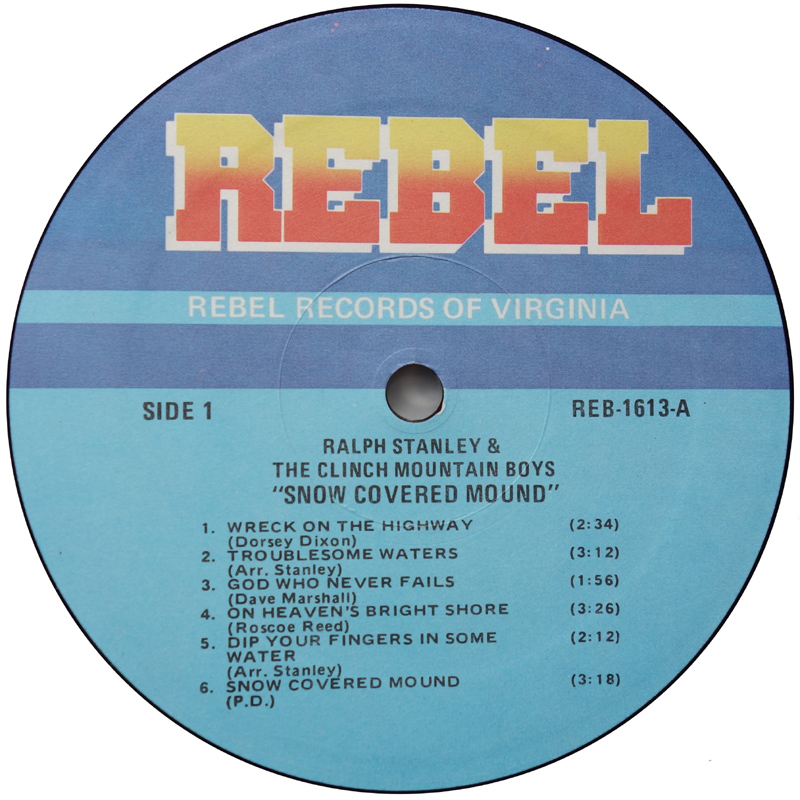 REBEL
REBEL RECORDS OF VIRGINIA
SIDE 1 REB-1613-A
RALPH STANLEY &
THE CLINCH MOUNTAIN BOYS
"SNOW COVERED MOUND"
1. WRECK ON THE HIGHWAY (2:34)
(Dorsey Dixon)
2. TROUBLESOME WATERS (3:12)
(Arr. Stanley)
3. GOD WHO NEVER FAILS (1:56)
(Dave Marshall)
4. ON HEAVEN'S BRIGHT SHORE (3:26)
(Roscoe Reed)
5. DIP YOUR FINGERS IN SOME (2:12)
WATER
(Arr. Stanley)
6. SNOW COVERED MOUND (3:18)
(P.D.)